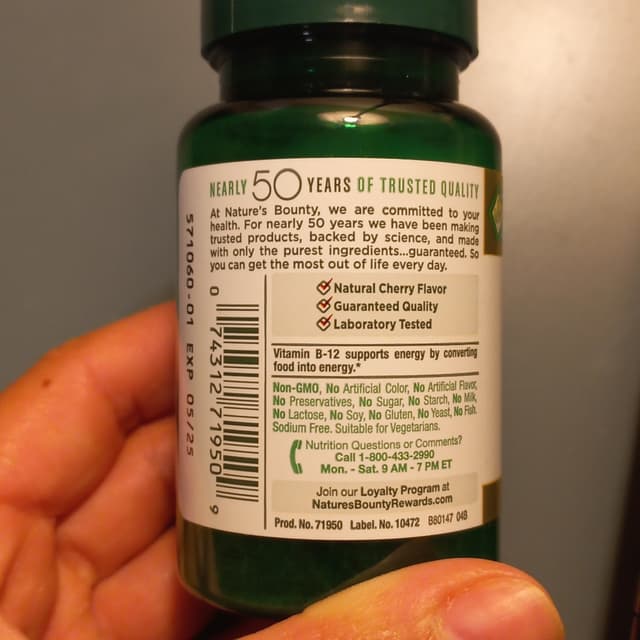 NEARLY 50 YEARS OF TRUSTED QUALITY
At Nature's Bounty, we are committed to your
health. For nearly 50 years we have been making
trusted products, backed by science, and made
with only the purest ingredients...guaranteed. So
you can get the most out of life every day.
Natural Cherry Flavor
Guaranteed Quality
Laboratory Tested
Vitamin B-12 supports energy by converting
food into energy.*
Non-GMO, No Artificial Color, No Artificial Flavor,
No Preservatives, No Sugar, No Starch, No Milk,
No Lactose, No Soy, No Gluten, No Yeast, No Fish.
Sodium Free. Suitable for Vegetarians.
Nutrition Questions or Comments?
Call 1-800-433-2990
Mon. - Sat. 9 AM - 7 PM ET
Join our Loyalty Program at
NaturesBountyRewards.com
Prod. No. 71950 Label. No. 10472 B80147 04B
571060-01 EXP 05/25
0 74312 71950 9